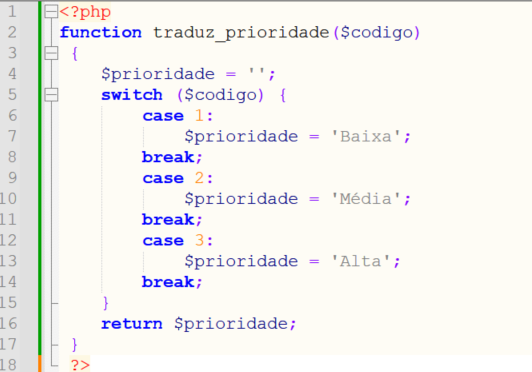 1 <?php
2 function traduz_prioridade($codigo)
3 {
4 $prioridade = '';
5 switch ($codigo) {
6 case 1:
7 $prioridade = 'Baixa';
8 break;
9 case 2:
10 $prioridade = 'Média';
11 break;
12 case 3:
13 $prioridade = 'Alta';
14 break;
15 }
16 return $prioridade;
17 }
18 ?>